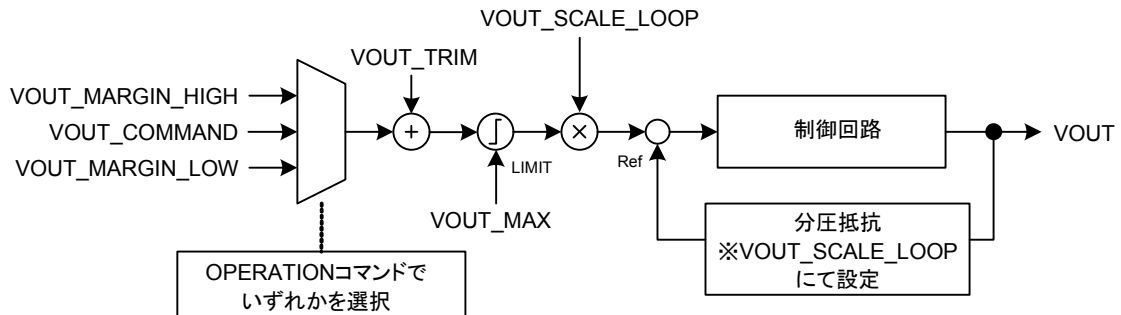 VOUT_SCALE_LOOP
VOUT_TRIM
VOUT_MARGIN_HIGH
VOUT_COMMAND
VOUT_MARGIN_LOW
+
×
LIMIT
VOUT_MAX
Ref
制御回路
VOUT
分圧抵抗
※VOUT_SCALE_LOOP
にて設定
OPERATIONコマンドで
いずれかを選択